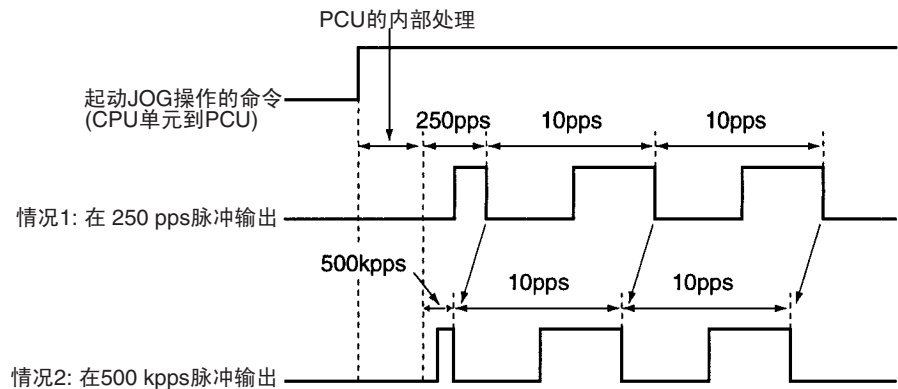 PCU的内部处理
起动JOG操作的命令
(CPU单元到PCU)
250pps
10pps
10pps
情况1: 在 250 pps脉冲输出
500kpps
10pps
10pps
情况2: 在500 kpps脉冲输出